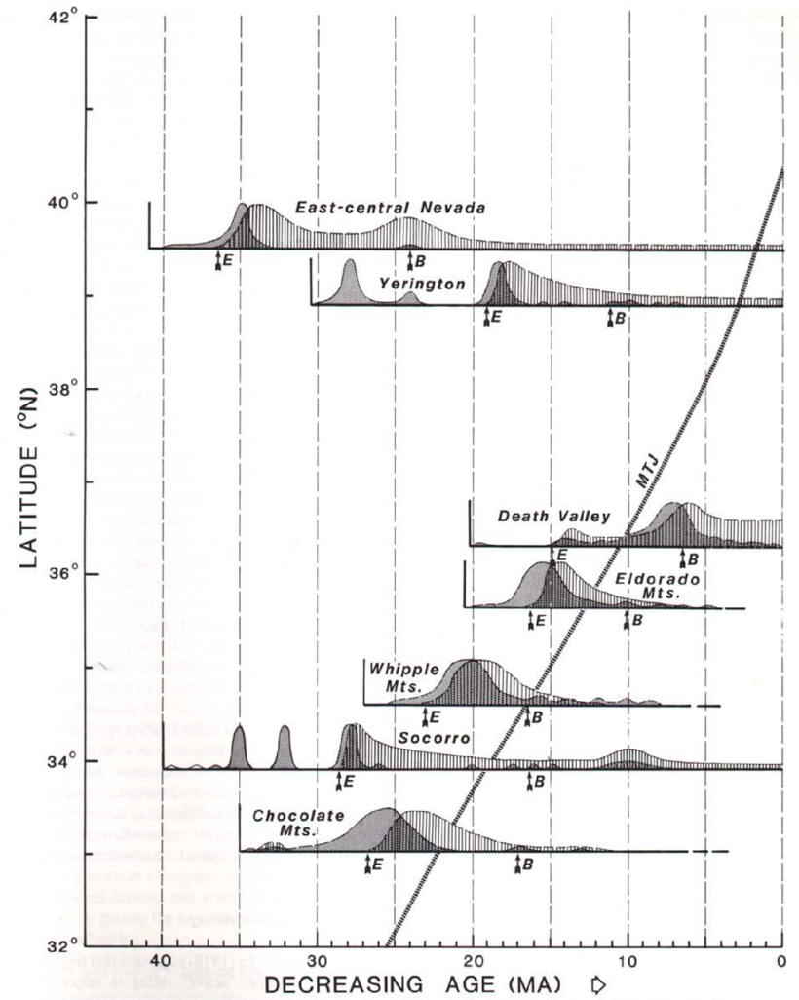 42°
40°
East-central Nevada
E
B
Yerington
E
B
38°
LATITUDE (°N)
MTJ
Death Valley
E
B
36°
Eldorado
Mts.
E
B
Whipple
Mts.
E
B
34°
Socorro
E
B
Chocolate
Mts.
E
B
32°
40
30
20
10
0
DECREASING AGE (MA)